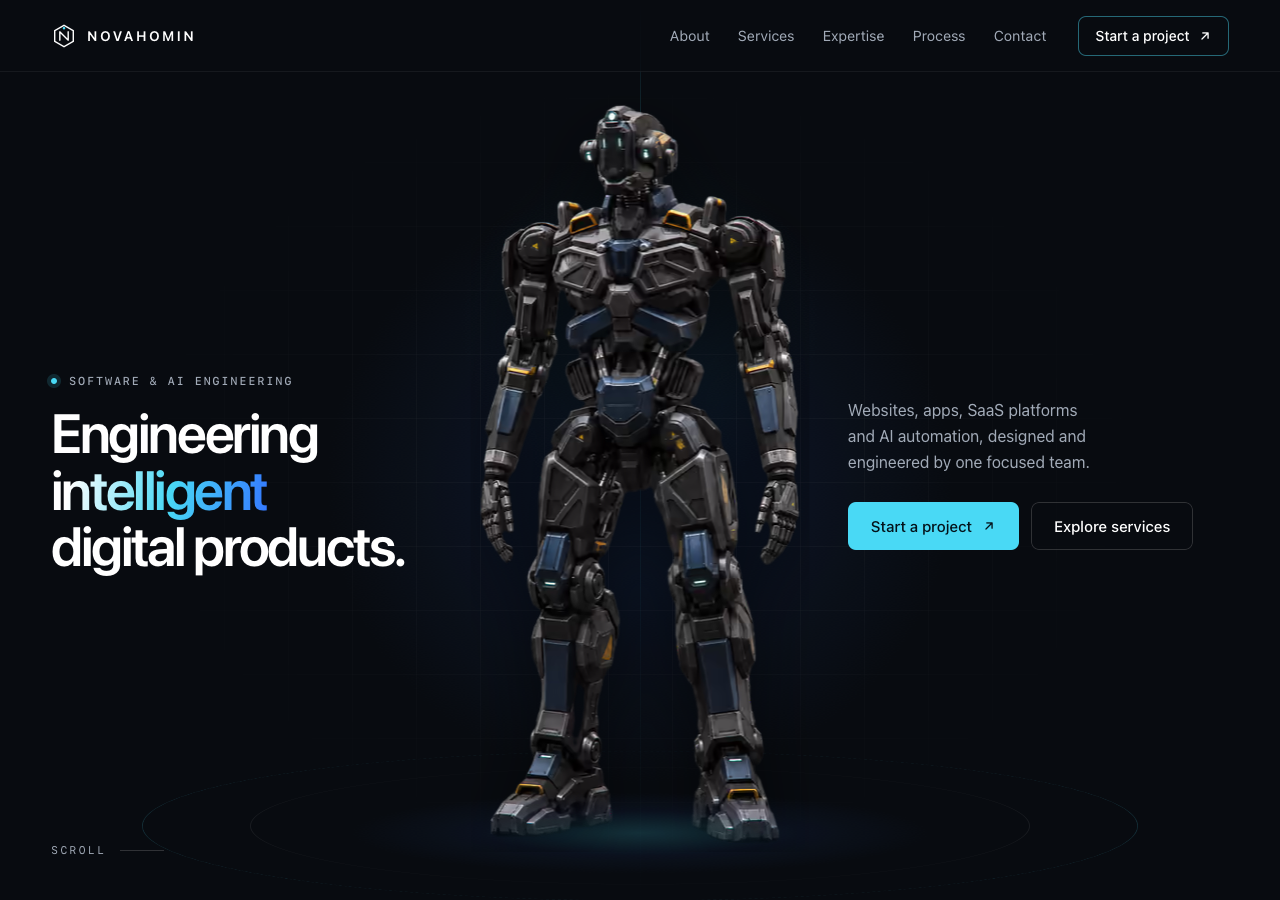 NOVAHOMIN
About
Services
Expertise
Process
Contact
Start a project
SOFTWARE & AI ENGINEERING
Engineering
intelligent
digital products.
Websites, apps, SaaS platforms
and AI automation, designed and
engineered by one focused team.
Start a project
Explore services
SCROLL